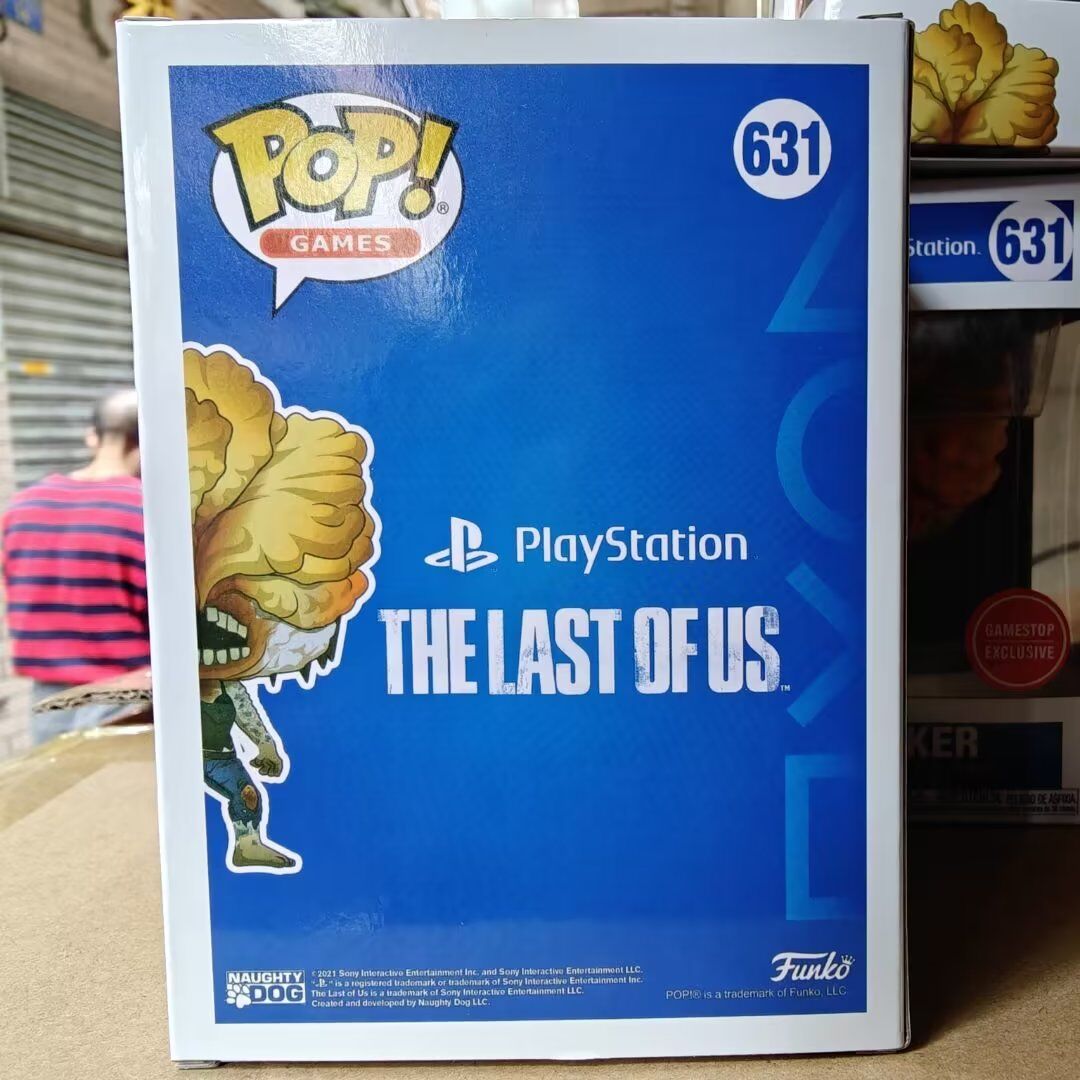 POP!®
GAMES
631
PlayStation
THE LAST OF US™
NAUGHTY
DOG
©2021 Sony Interactive Entertainment Inc. and Sony Interactive Entertainment LLC.
" " is a registered trademark or trademark of Sony Interactive Entertainment Inc.
The Last of Us is a trademark of Sony Interactive Entertainment LLC.
Created and developed by Naughty Dog LLC.
Funko
POP!® is a trademark of Funko, LLC
Station.
631
GAMESTOP
EXCLUSIVE
KER
DE ASFIXIA.